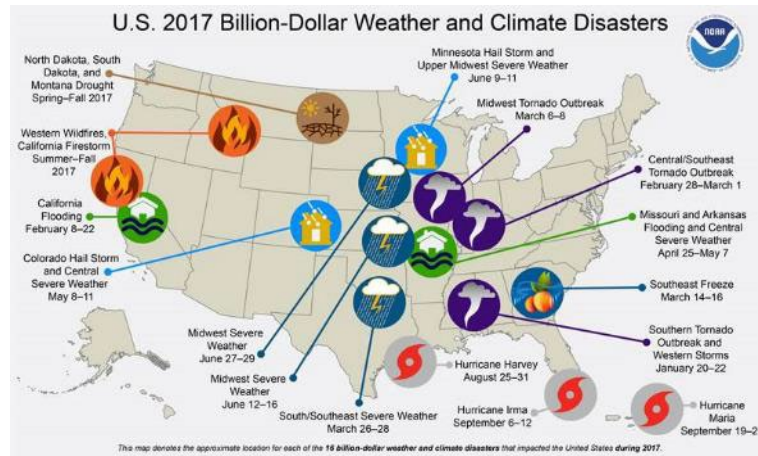 U.S. 2017 Billion-Dollar Weather and Climate Disasters
NOAA
North Dakota, South
Dakota, and
Montana Drought
Spring–Fall 2017
Minnesota Hail Storm and
Upper Midwest Severe Weather
June 9–11
Midwest Tornado Outbreak
March 6–8
Western Wildfires,
California Firestorm
Summer–Fall
2017
Central/Southeast
Tornado Outbreak
February 28–March 1
California
Flooding
February 8–22
Missouri and Arkansas
Flooding and Central
Severe Weather
April 25–May 7
Colorado Hail Storm
and Central
Severe Weather
May 8–11
Southeast Freeze
March 14–16
Midwest Severe
Weather
June 27–29
Southern Tornado
Outbreak and
Western Storms
January 20–22
Midwest Severe
Weather
June 12–16
Hurricane Harvey
August 25–31
South/Southeast Severe Weather
March 26–28
Hurricane Irma
September 6–12
Hurricane
Maria
September 19–2
This map denotes the approximate location for each of the 16 billion-dollar weather and climate disasters that impacted the United States during 2017.